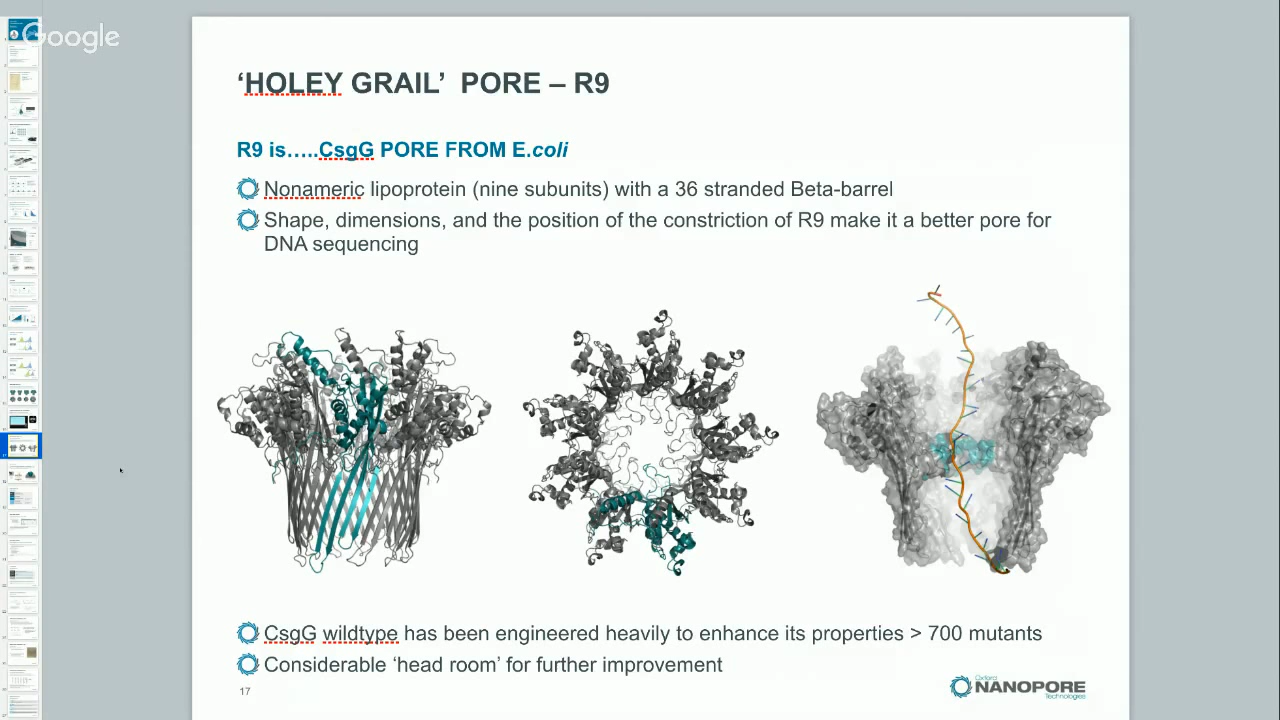 Google
‘HOLEY GRAIL’ PORE – R9
R9 is…..CsgG PORE FROM E.coli
Nonameric lipoprotein (nine subunits) with a 36 stranded Beta-barrel
Shape, dimensions, and the position of the constriction of R9 make it a better pore for
DNA sequencing
CsgG wildtype has been engineered heavily to enhance its properties > 700 mutants
Considerable ‘head room’ for further improvement
17
Oxford
NANOPORE
Technologies